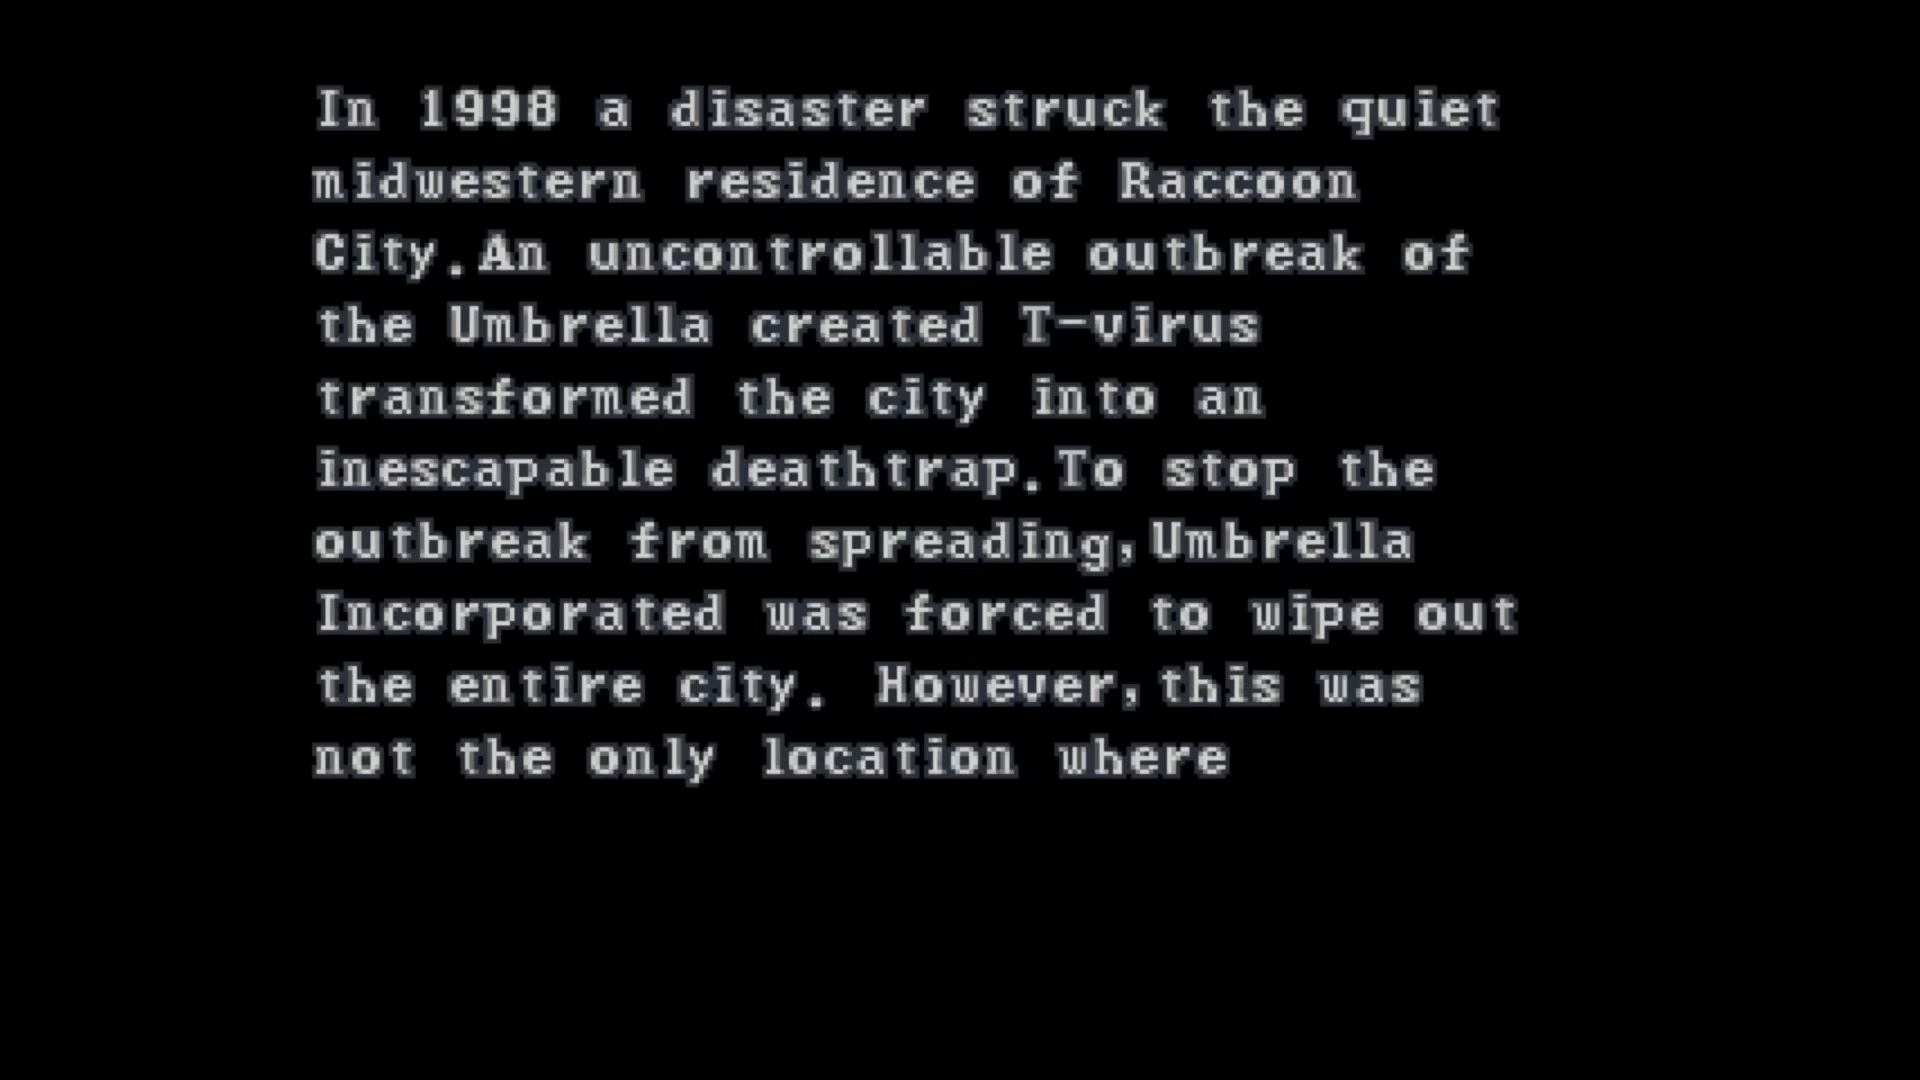 In 1998 a disaster struck the quiet
midwestern residence of Raccoon
City.An uncontrollable outbreak of
the Umbrella created T-virus
transformed the city into an
inescapable deathtrap.To stop the
outbreak from spreading,Umbrella
Incorporated was forced to wipe out
the entire city. However,this was
not the only location where